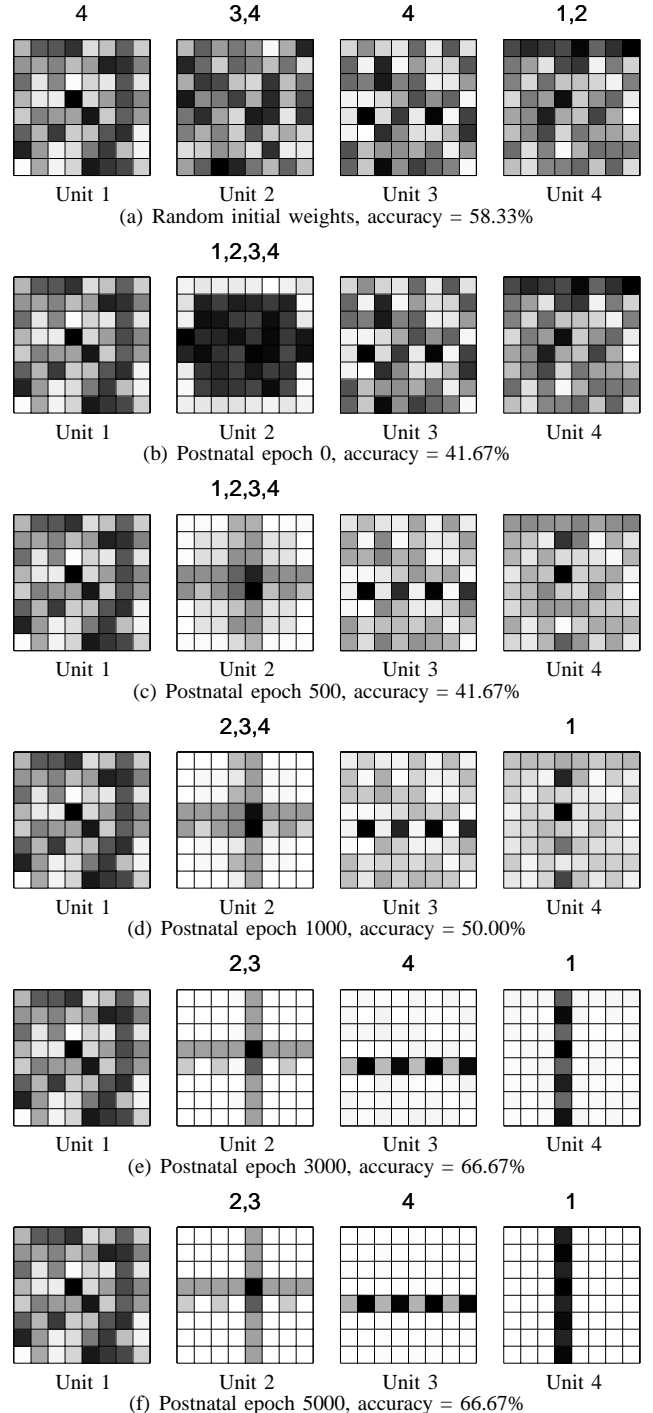 4 3,4 4 1,2
Unit 1 Unit 2 Unit 3 Unit 4
(a) Random initial weights, accuracy = 58.33%
1,2,3,4
Unit 1 Unit 2 Unit 3 Unit 4
(b) Postnatal epoch 0, accuracy = 41.67%
1,2,3,4
Unit 1 Unit 2 Unit 3 Unit 4
(c) Postnatal epoch 500, accuracy = 41.67%
2,3,4 1
Unit 1 Unit 2 Unit 3 Unit 4
(d) Postnatal epoch 1000, accuracy = 50.00%
2,3 4 1
Unit 1 Unit 2 Unit 3 Unit 4
(e) Postnatal epoch 3000, accuracy = 66.67%
2,3 4 1
Unit 1 Unit 2 Unit 3 Unit 4
(f) Postnatal epoch 5000, accuracy = 66.67%